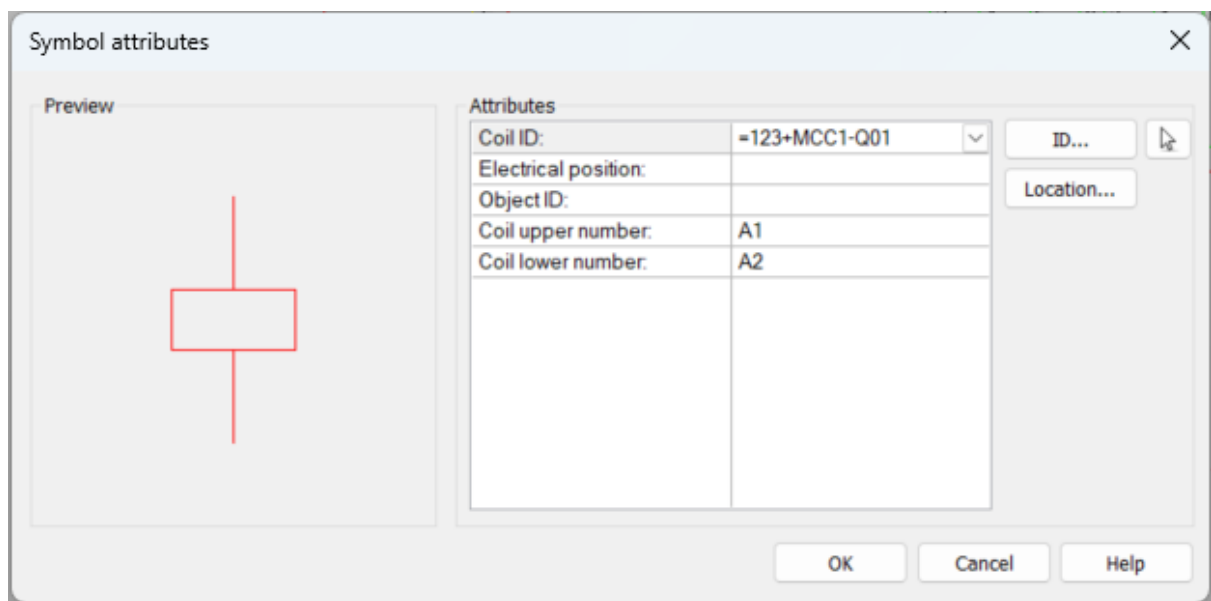 Symbol attributes
Preview
Attributes
Coil ID: =123+MCC1-Q01
ID...
Electrical position:
Location...
Object ID:
Coil upper number: A1
Coil lower number: A2
OK Cancel Help